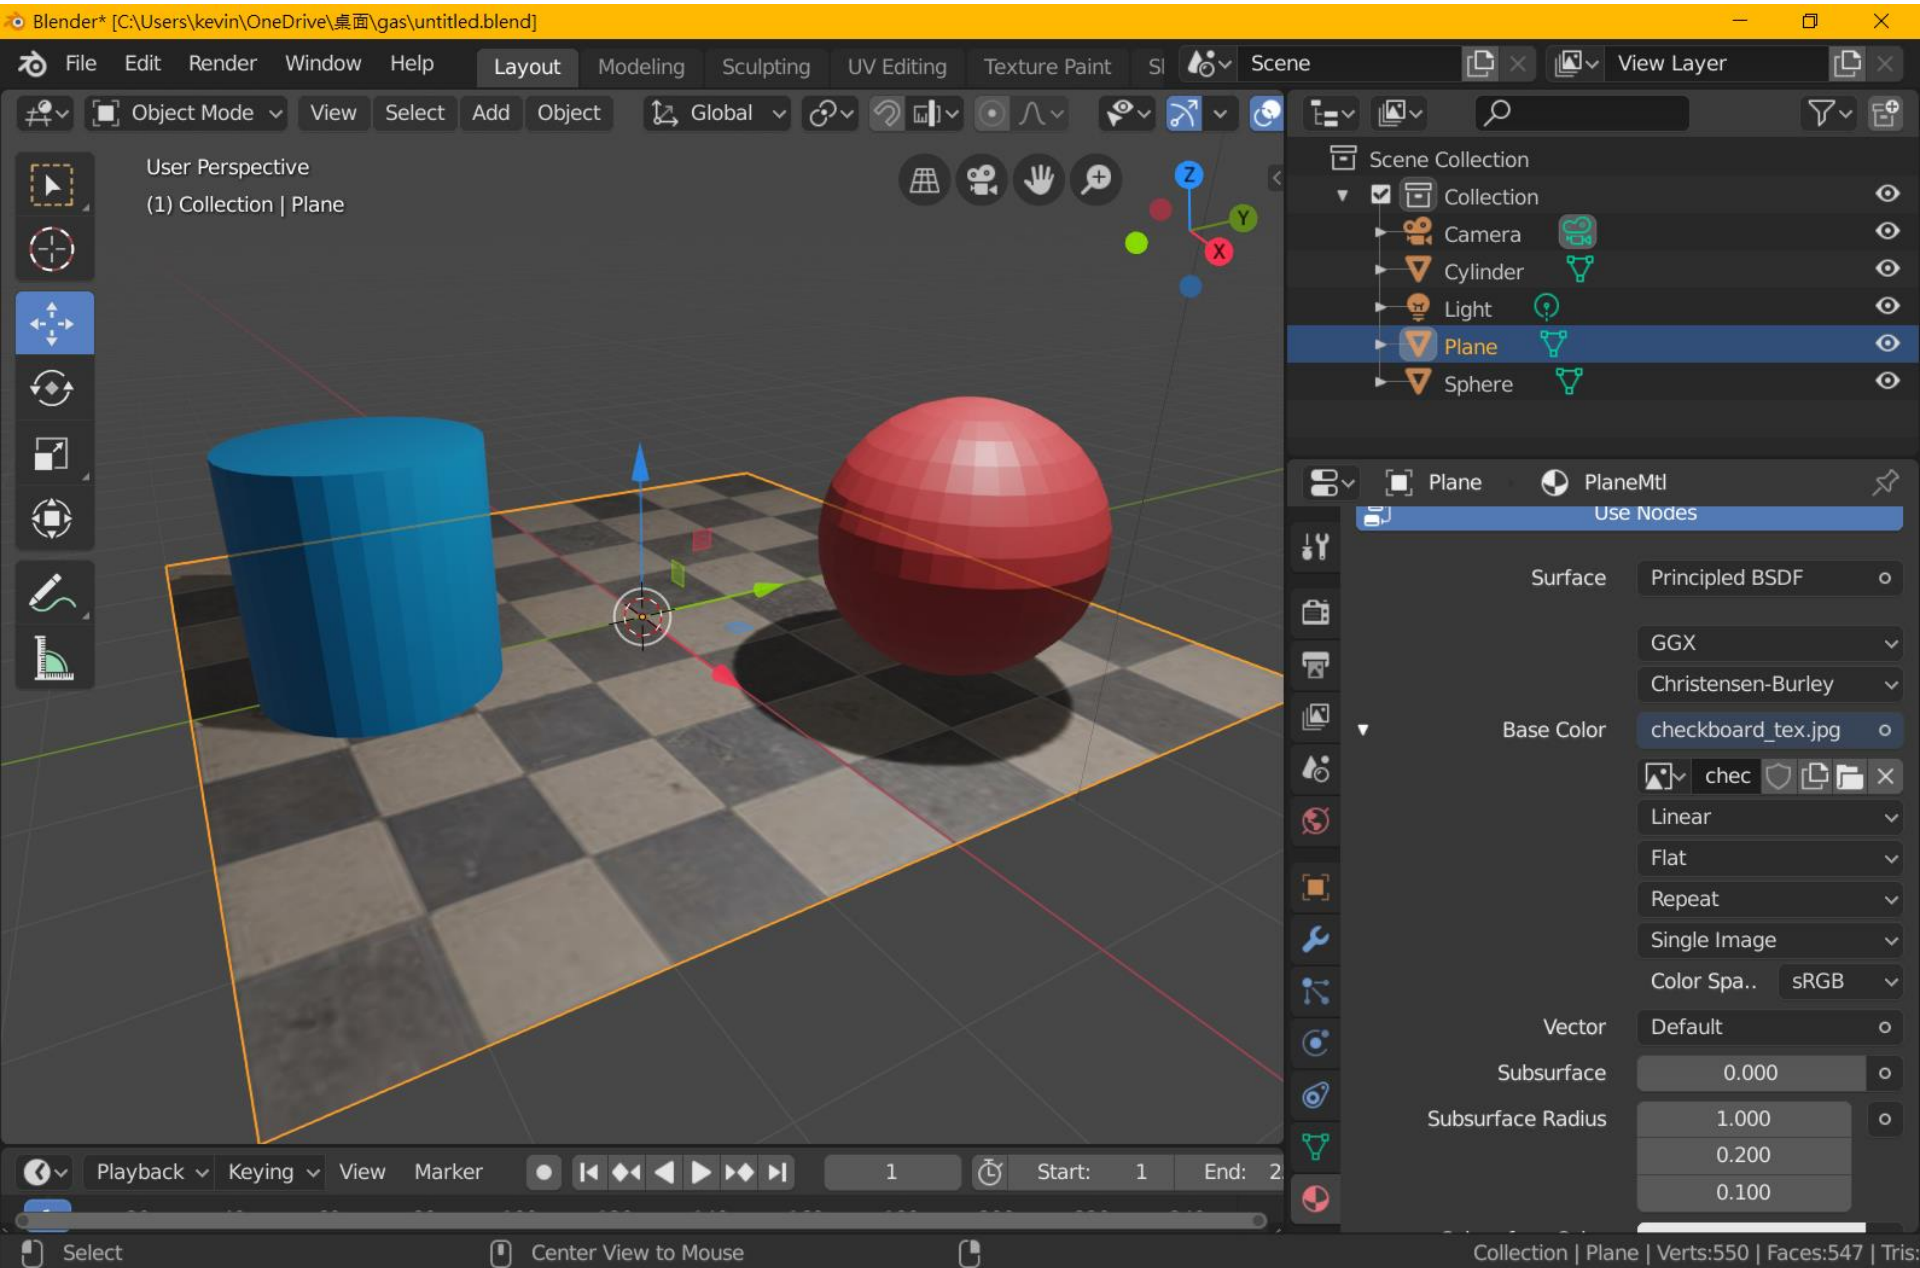 Blender* [C:\Users\kevin\OneDrive\桌面\gas\untitled.blend]
File Edit Render Window Help Layout Modeling Sculpting UV Editing Texture Paint Scene View Layer
Object Mode View Select Add Object Global
User Perspective
(1) Collection | Plane
Z
Y
X
Scene Collection
Collection
Camera
Cylinder
Light
Plane
Sphere
Plane PlaneMtl
Use Nodes
Surface Principled BSDF
GGX
Christensen-Burley
Base Color checkboard_tex.jpg
chec
Linear
Flat
Repeat
Single Image
Color Spa.. sRGB
Vector Default
Subsurface 0.000
Subsurface Radius 1.000
0.200
0.100
Playback Keying View Marker 1 Start: 1 End: 2
Select Center View to Mouse Collection | Plane | Verts:550 | Faces:547 | Tris: